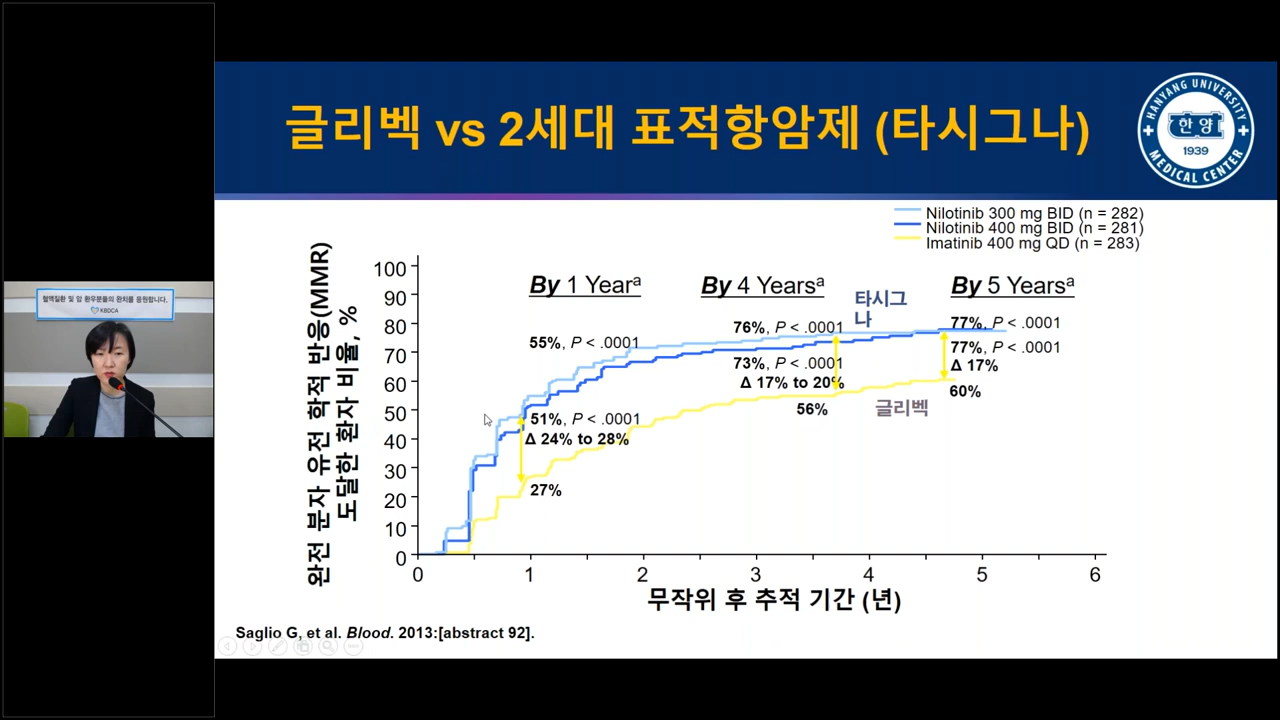 글리벡 vs 2세대 표적항암제 (타시그나)
HANYANG UNIVERSITY
한양
1939
MEDICAL CENTER
혈액질환 및 암 환우분들의 완치를 응원합니다.
KBDCA
Nilotinib 300 mg BID (n = 282)
Nilotinib 400 mg BID (n = 281)
Imatinib 400 mg QD (n = 283)
완전 분자 유전 학적 반응(MMR)
도달한 환자 비율, %
100
90
80
70
60
50
40
30
20
10
0
By 1 Yearª
By 4 Yearsª
By 5 Yearsª
타시그
나
55%, P < .0001
76%, P < .0001
77%, P < .0001
77%, P < .0001
73%, P < .0001
Δ 17%
Δ 17% to 20%
60%
56%
글리벡
51%, P < .0001
Δ 24% to 28%
27%
0 1 2 3 4 5 6
무작위 후 추적 기간 (년)
Saglio G, et al. Blood. 2013:[abstract 92].